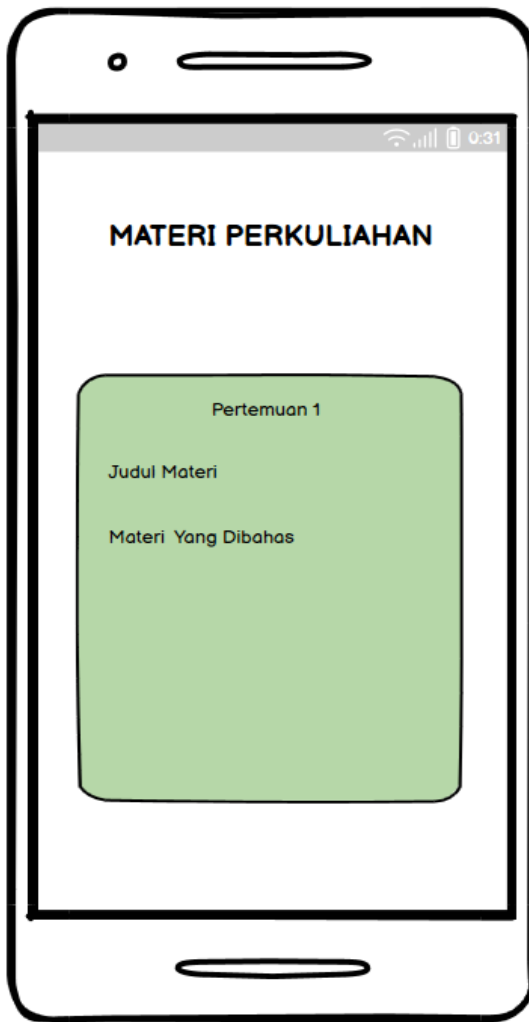 0:31
MATERI PERKULIAHAN
Pertemuan 1
Judul Materi
Materi Yang Dibahas